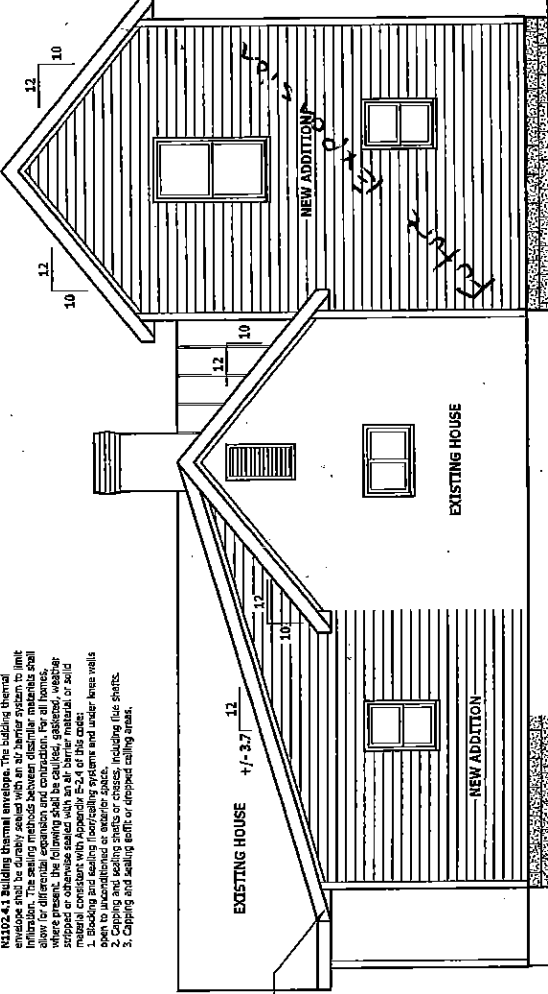 N1102.4.1 Building thermal envelope. The building thermal
envelope shall be durably sealed with an air barrier system to limit
infiltration. The sealing methods between dissimilar materials shall
allow for differential expansion and contraction. For all homes,
where present, the following shall be caulked, gasketed, weather
stripped or otherwise sealed with an air barrier material or solid
material consistent with Appendix E-2.4 of this code:
1. Blocking and sealing floor/ceiling systems and under knee walls
open to unconditioned or exterior space.
2. Capping and sealing shafts or chases, including flue shafts.
3. Capping and sealing soffit or dropped ceiling areas.
12
10
12
10
12
10
12
10
12
+/- 3.7
EXISTING HOUSE
NEW ADDITION
EXISTING HOUSE
NEW ADDITION
Future